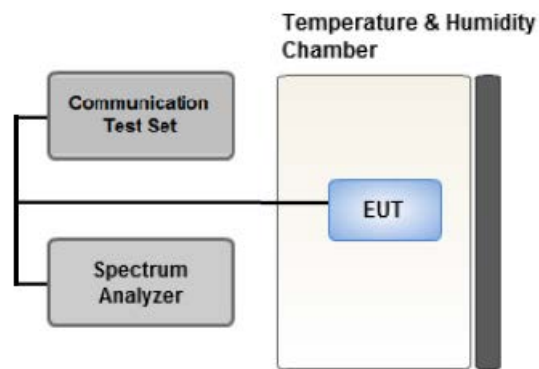 Temperature & Humidity
Chamber
Communication
Test Set
EUT
Spectrum
Analyzer